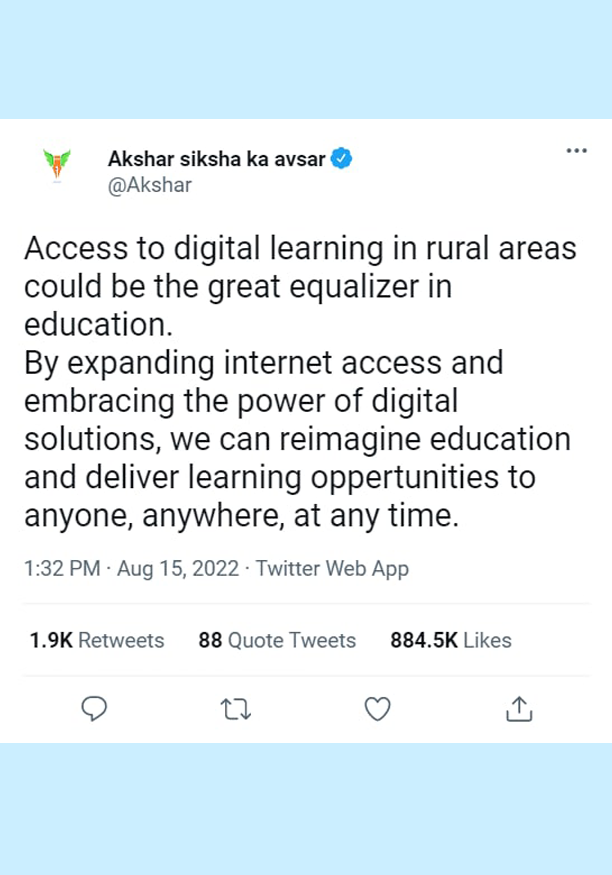 Akshar siksha ka avsar
@Akshar
Access to digital learning in rural areas
could be the great equalizer in
education.
By expanding internet access and
embracing the power of digital
solutions, we can reimagine education
and deliver learning oppertunities to
anyone, anywhere, at any time.
1:32 PM · Aug 15, 2022 · Twitter Web App
1.9K Retweets 88 Quote Tweets 884.5K Likes